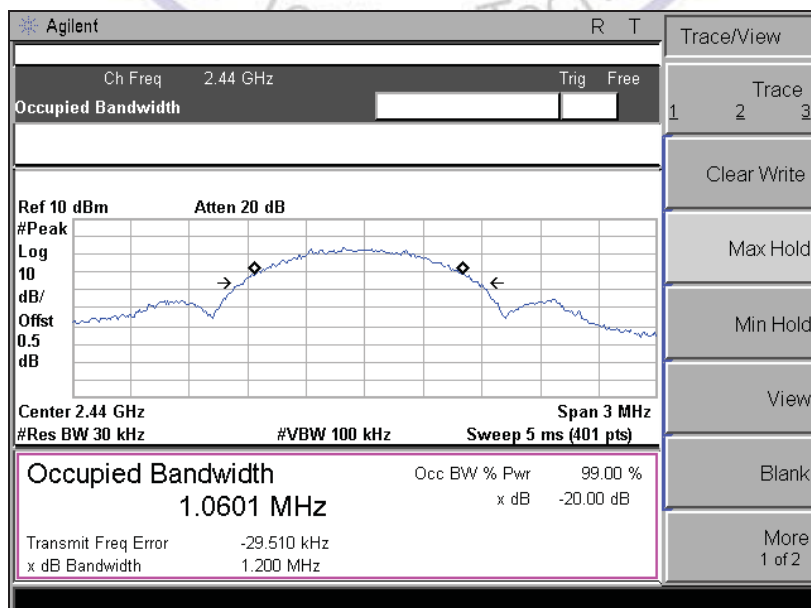 Agilent R T
Trace/View
Ch Freq 2.44 GHz Trig Free
Occupied Bandwidth
Trace
1 2 3
Clear Write
Ref 10 dBm Atten 20 dB
#Peak
Log
10
dB/
Offst
0.5
dB
Max Hold
Min Hold
View
Center 2.44 GHz Span 3 MHz
#Res BW 30 kHz #VBW 100 kHz Sweep 5 ms (401 pts)
Occupied Bandwidth
1.0601 MHz
Occ BW % Pwr 99.00 %
x dB -20.00 dB
Transmit Freq Error -29.510 kHz
x dB Bandwidth 1.200 MHz
Blank
More
1 of 2